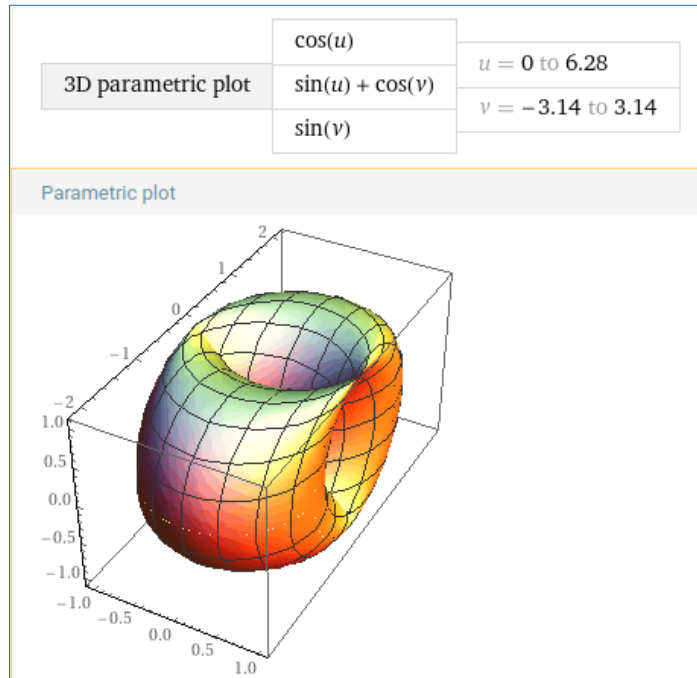 cos(u)
3D parametric plot
sin(u) + cos(v)
sin(v)
u = 0 to 6.28
v = −3.14 to 3.14
Parametric plot
2
1
0
−1
−2
1.0
0.5
0.0
−0.5
−1.0
−1.0
−0.5
0.0
0.5
1.0